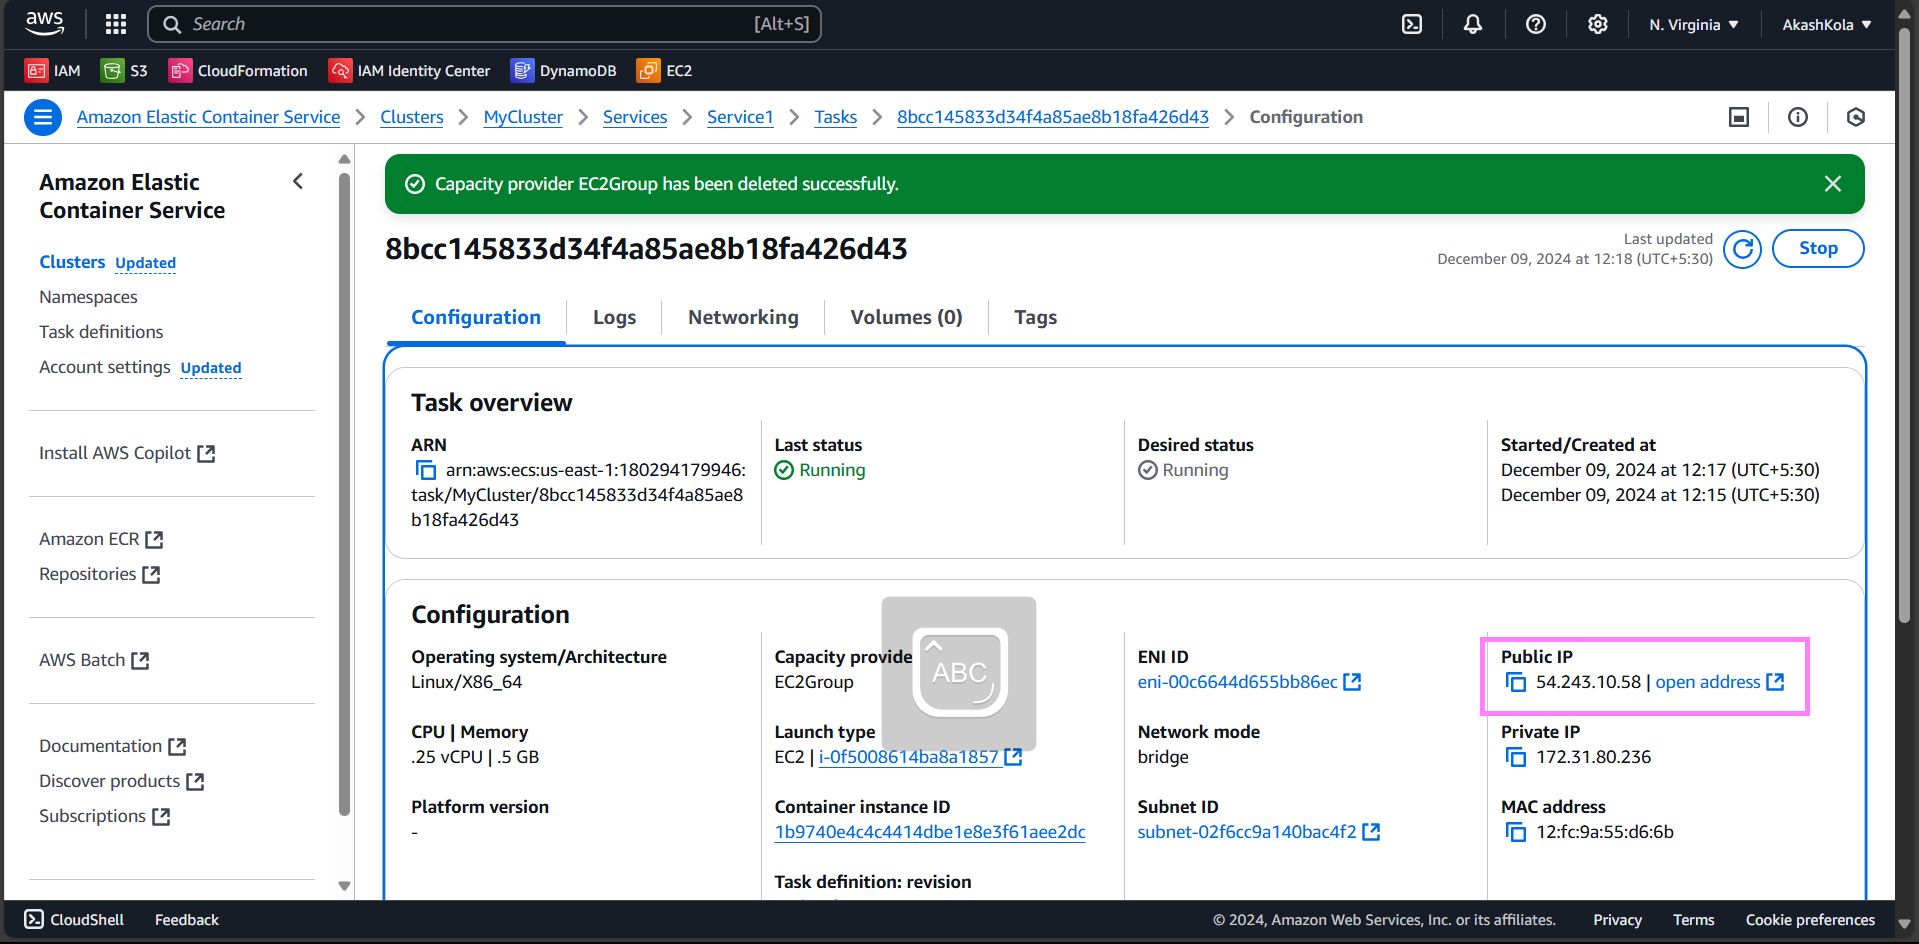 aws
Search [Alt+S]
N. Virginia
AkashKola
IAM S3 CloudFormation IAM Identity Center DynamoDB EC2
Amazon Elastic Container Service Clusters MyCluster Services Service1 Tasks 8bcc145833d34f4a85ae8b18fa426d43 Configuration
Amazon Elastic
Container Service
Clusters Updated
Namespaces
Task definitions
Account settings Updated
Install AWS Copilot
Amazon ECR
Repositories
AWS Batch
Documentation
Discover products
Subscriptions
Capacity provider EC2Group has been deleted successfully.
8bcc145833d34f4a85ae8b18fa426d43
Last updated
December 09, 2024 at 12:18 (UTC+5:30)
Stop
Configuration Logs Networking Volumes (0) Tags
Task overview
ARN
arn:aws:ecs:us-east-1:180294179946:
task/MyCluster/8bcc145833d34f4a85ae8
b18fa426d43
Last status
Running
Desired status
Running
Started/Created at
December 09, 2024 at 12:17 (UTC+5:30)
December 09, 2024 at 12:15 (UTC+5:30)
Configuration
Operating system/Architecture
Linux/X86_64
CPU | Memory
.25 vCPU | .5 GB
Platform version
-
Capacity provide
EC2Group
ABC
Launch type
EC2 | i-0f5008614ba8a1857
Container instance ID
1b9740e4c4c4414dbe1e8e3f61aee2dc
Task definition: revision
ENI ID
eni-00c6644d655bb86ec
Network mode
bridge
Subnet ID
subnet-02f6cc9a140bac4f2
Public IP
54.243.10.58 | open address
Private IP
172.31.80.236
MAC address
12:fc:9a:55:d6:6b
CloudShell Feedback
© 2024, Amazon Web Services, Inc. or its affiliates. Privacy Terms Cookie preferences